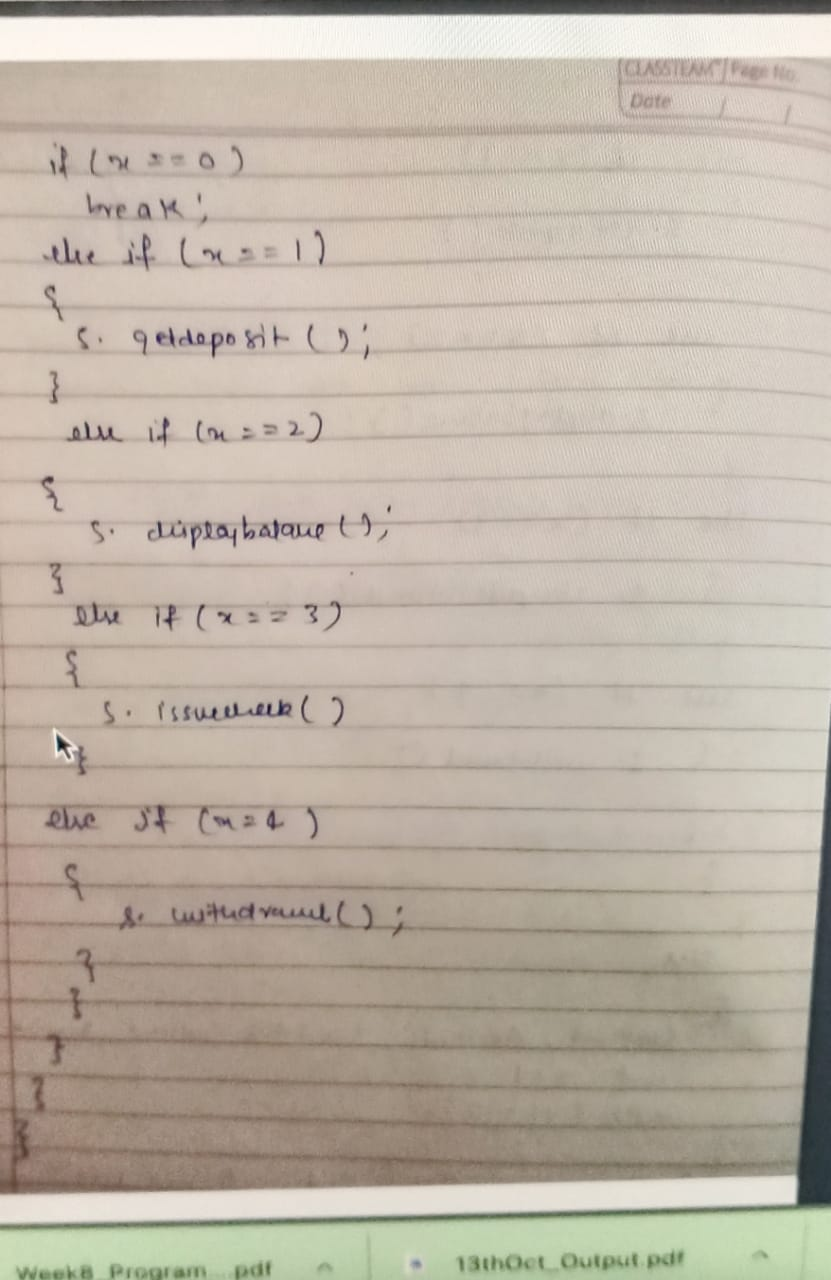 CLASSTEAM Page No.
Date / /
if (x == 0)
break;
else if (x == 1)
{
s. getdeposit ();
}
else if (x == 2)
{
s. displaybalance ();
}
else if (x == 3)
{
s. issuecheck ( )
}
else if (x = 4 )
{
s. withdrawal ( ) ;
}
}
}
}
}
Week8_Program....pdf
13thOct_Output.pdf